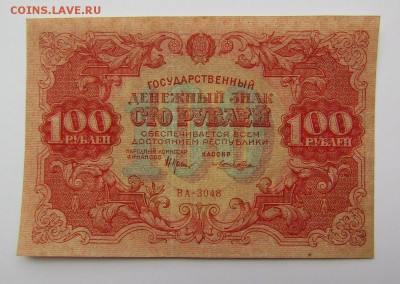 COINS.LAVE.RU
ГОСУДАРСТВЕННЫЙ
ДЕНЕЖНЫЙ ЗНАК
СТО РУБЛЕЙ
100 РУБЛЕЙ
100 РУБЛЕЙ
ОБЕСПЕЧИВАЕТСЯ ВСЕМ
ДОСТОЯНИЕМ РЕСПУБЛИКИ
НАРОДНЫЙ КОМИССАР
ФИНАНСОВ
КАССИР
100
ВА-3048